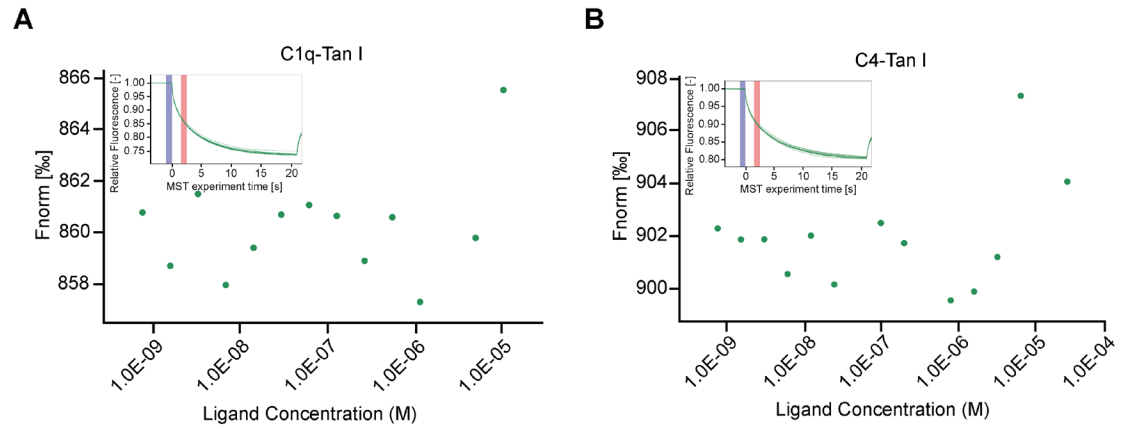 A
C1q-Tan I
866
864
862
860
858
Fnorm [‰]
1.00
0.95
0.90
0.85
0.80
0.75
Relative Fluorescence [-]
0 5 10 15 20
MST experiment time [s]
1.0E-09 1.0E-08 1.0E-07 1.0E-06 1.0E-05
Ligand Concentration (M)
B
C4-Tan I
908
906
904
902
900
Fnorm [‰]
1.00
0.95
0.90
0.85
0.80
Relative Fluorescence [-]
0 5 10 15 20
MST experiment time [s]
1.0E-09 1.0E-08 1.0E-07 1.0E-06 1.0E-05 1.0E-04
Ligand Concentration (M)